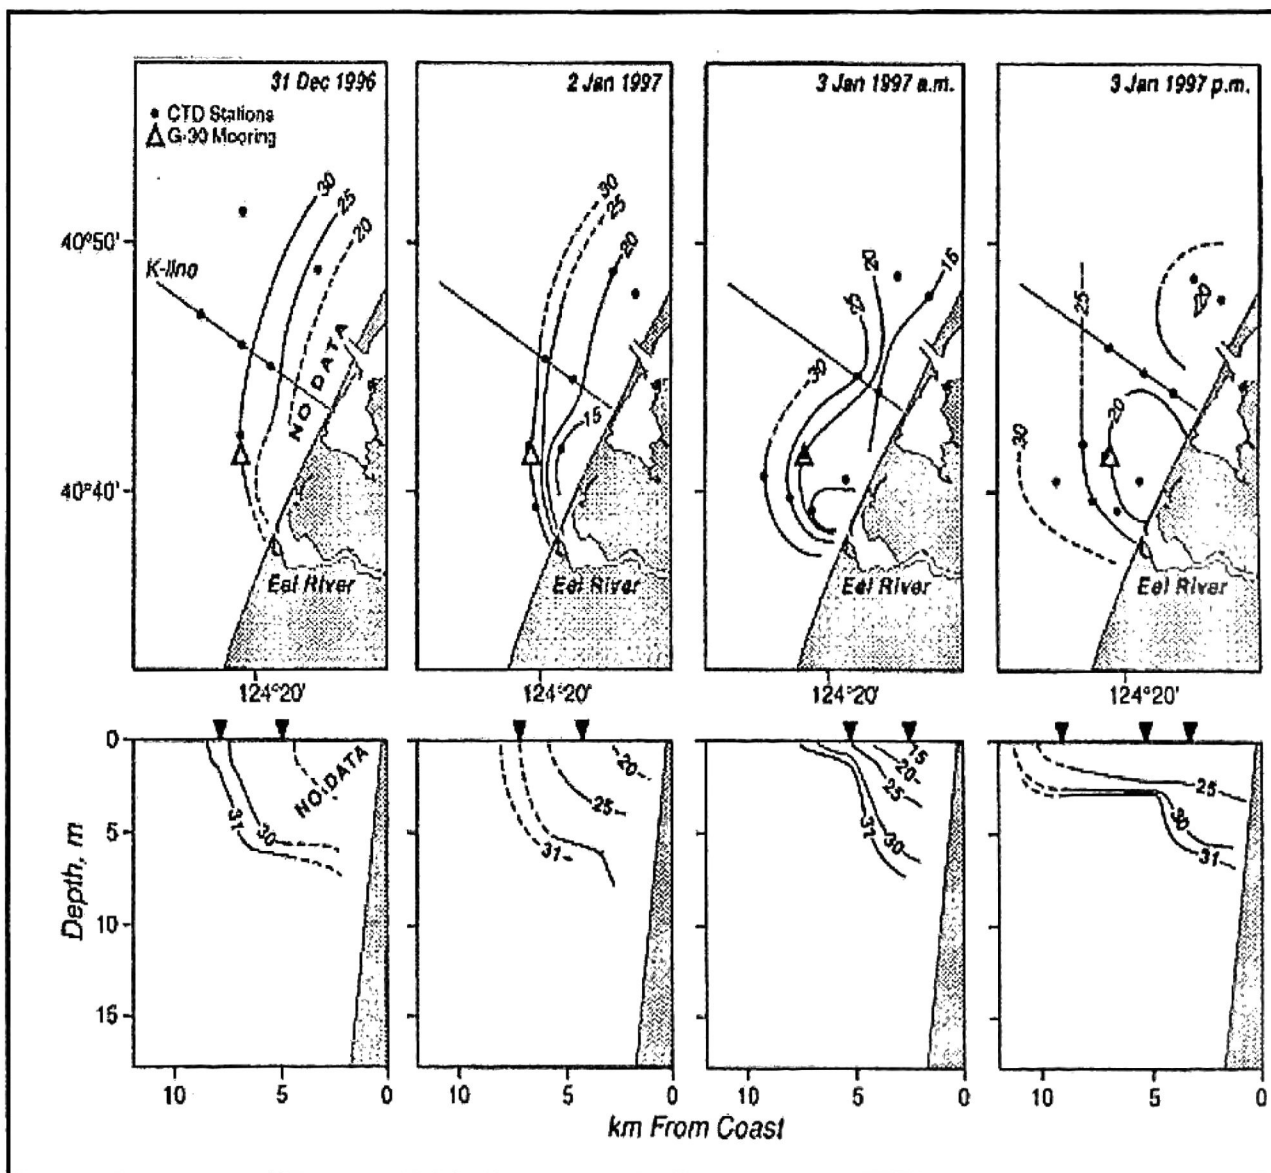 31 Dec 1996
CTD Stations
G-30 Mooring
30
25
20
K-line
NO DATA
40°50'
40°40'
Eel River
124°20'
2 Jan 1997
30
25
20
15
Eel River
124°20'
3 Jan 1997 a.m.
20
15
25
30
Eel River
124°20'
3 Jan 1997 p.m.
25
20
20
30
Eel River
124°20'
Depth, m
0
5
10
15
NO DATA
31
30
10 5 0
20
25
31
10 5 0
15
20
25
30
31
10 5 0
25
30
31
10 5 0
km From Coast